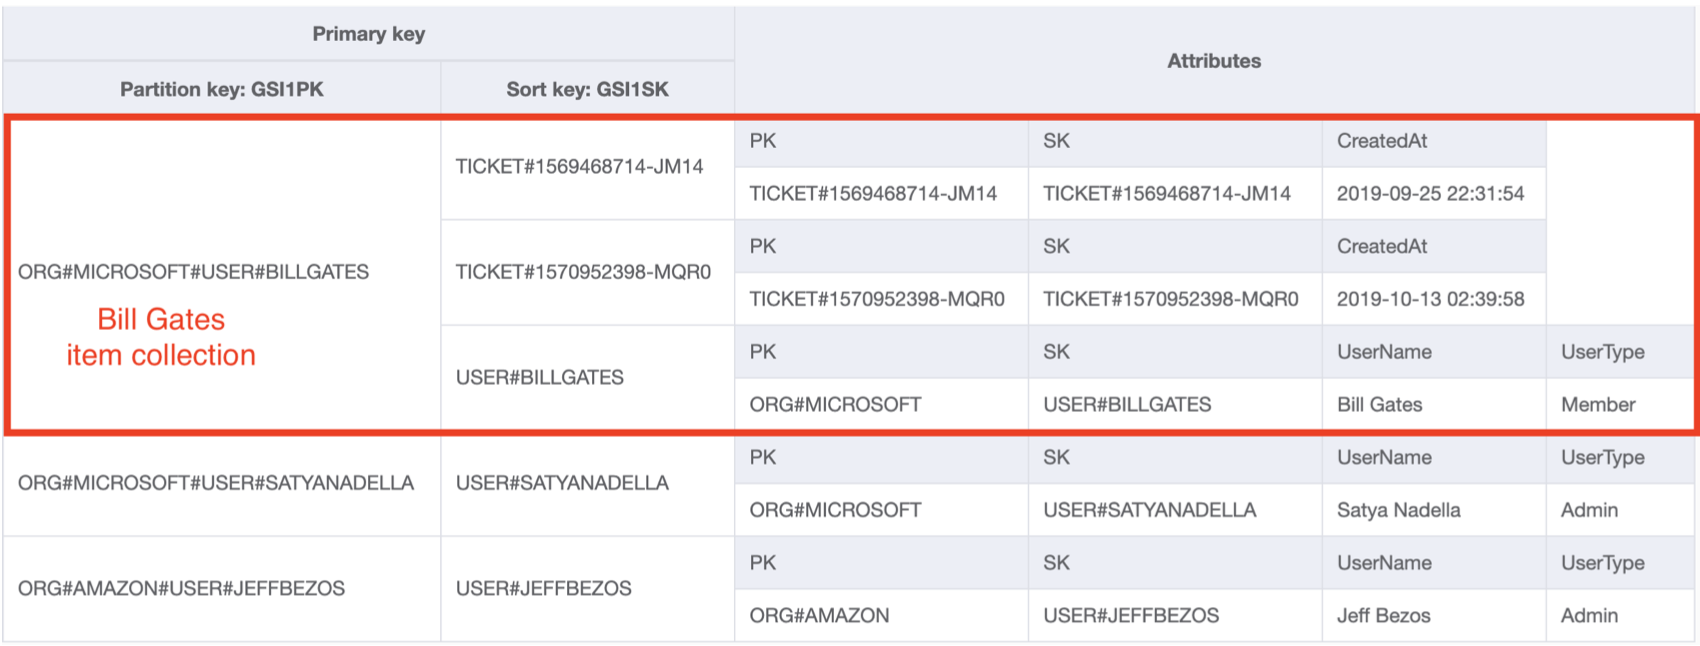 Primary key
Attributes
Partition key: GSI1PK Sort key: GSI1SK
PK SK CreatedAt
TICKET#1569468714-JM14
TICKET#1569468714-JM14 TICKET#1569468714-JM14 2019-09-25 22:31:54
PK SK CreatedAt
ORG#MICROSOFT#USER#BILLGATES TICKET#1570952398-MQR0
TICKET#1570952398-MQR0 TICKET#1570952398-MQR0 2019-10-13 02:39:58
Bill Gates
item collection
PK SK UserName UserType
USER#BILLGATES
ORG#MICROSOFT USER#BILLGATES Bill Gates Member
PK SK UserName UserType
ORG#MICROSOFT#USER#SATYANADELLA USER#SATYANADELLA
ORG#MICROSOFT USER#SATYANADELLA Satya Nadella Admin
PK SK UserName UserType
ORG#AMAZON#USER#JEFFBEZOS USER#JEFFBEZOS
ORG#AMAZON USER#JEFFBEZOS Jeff Bezos Admin